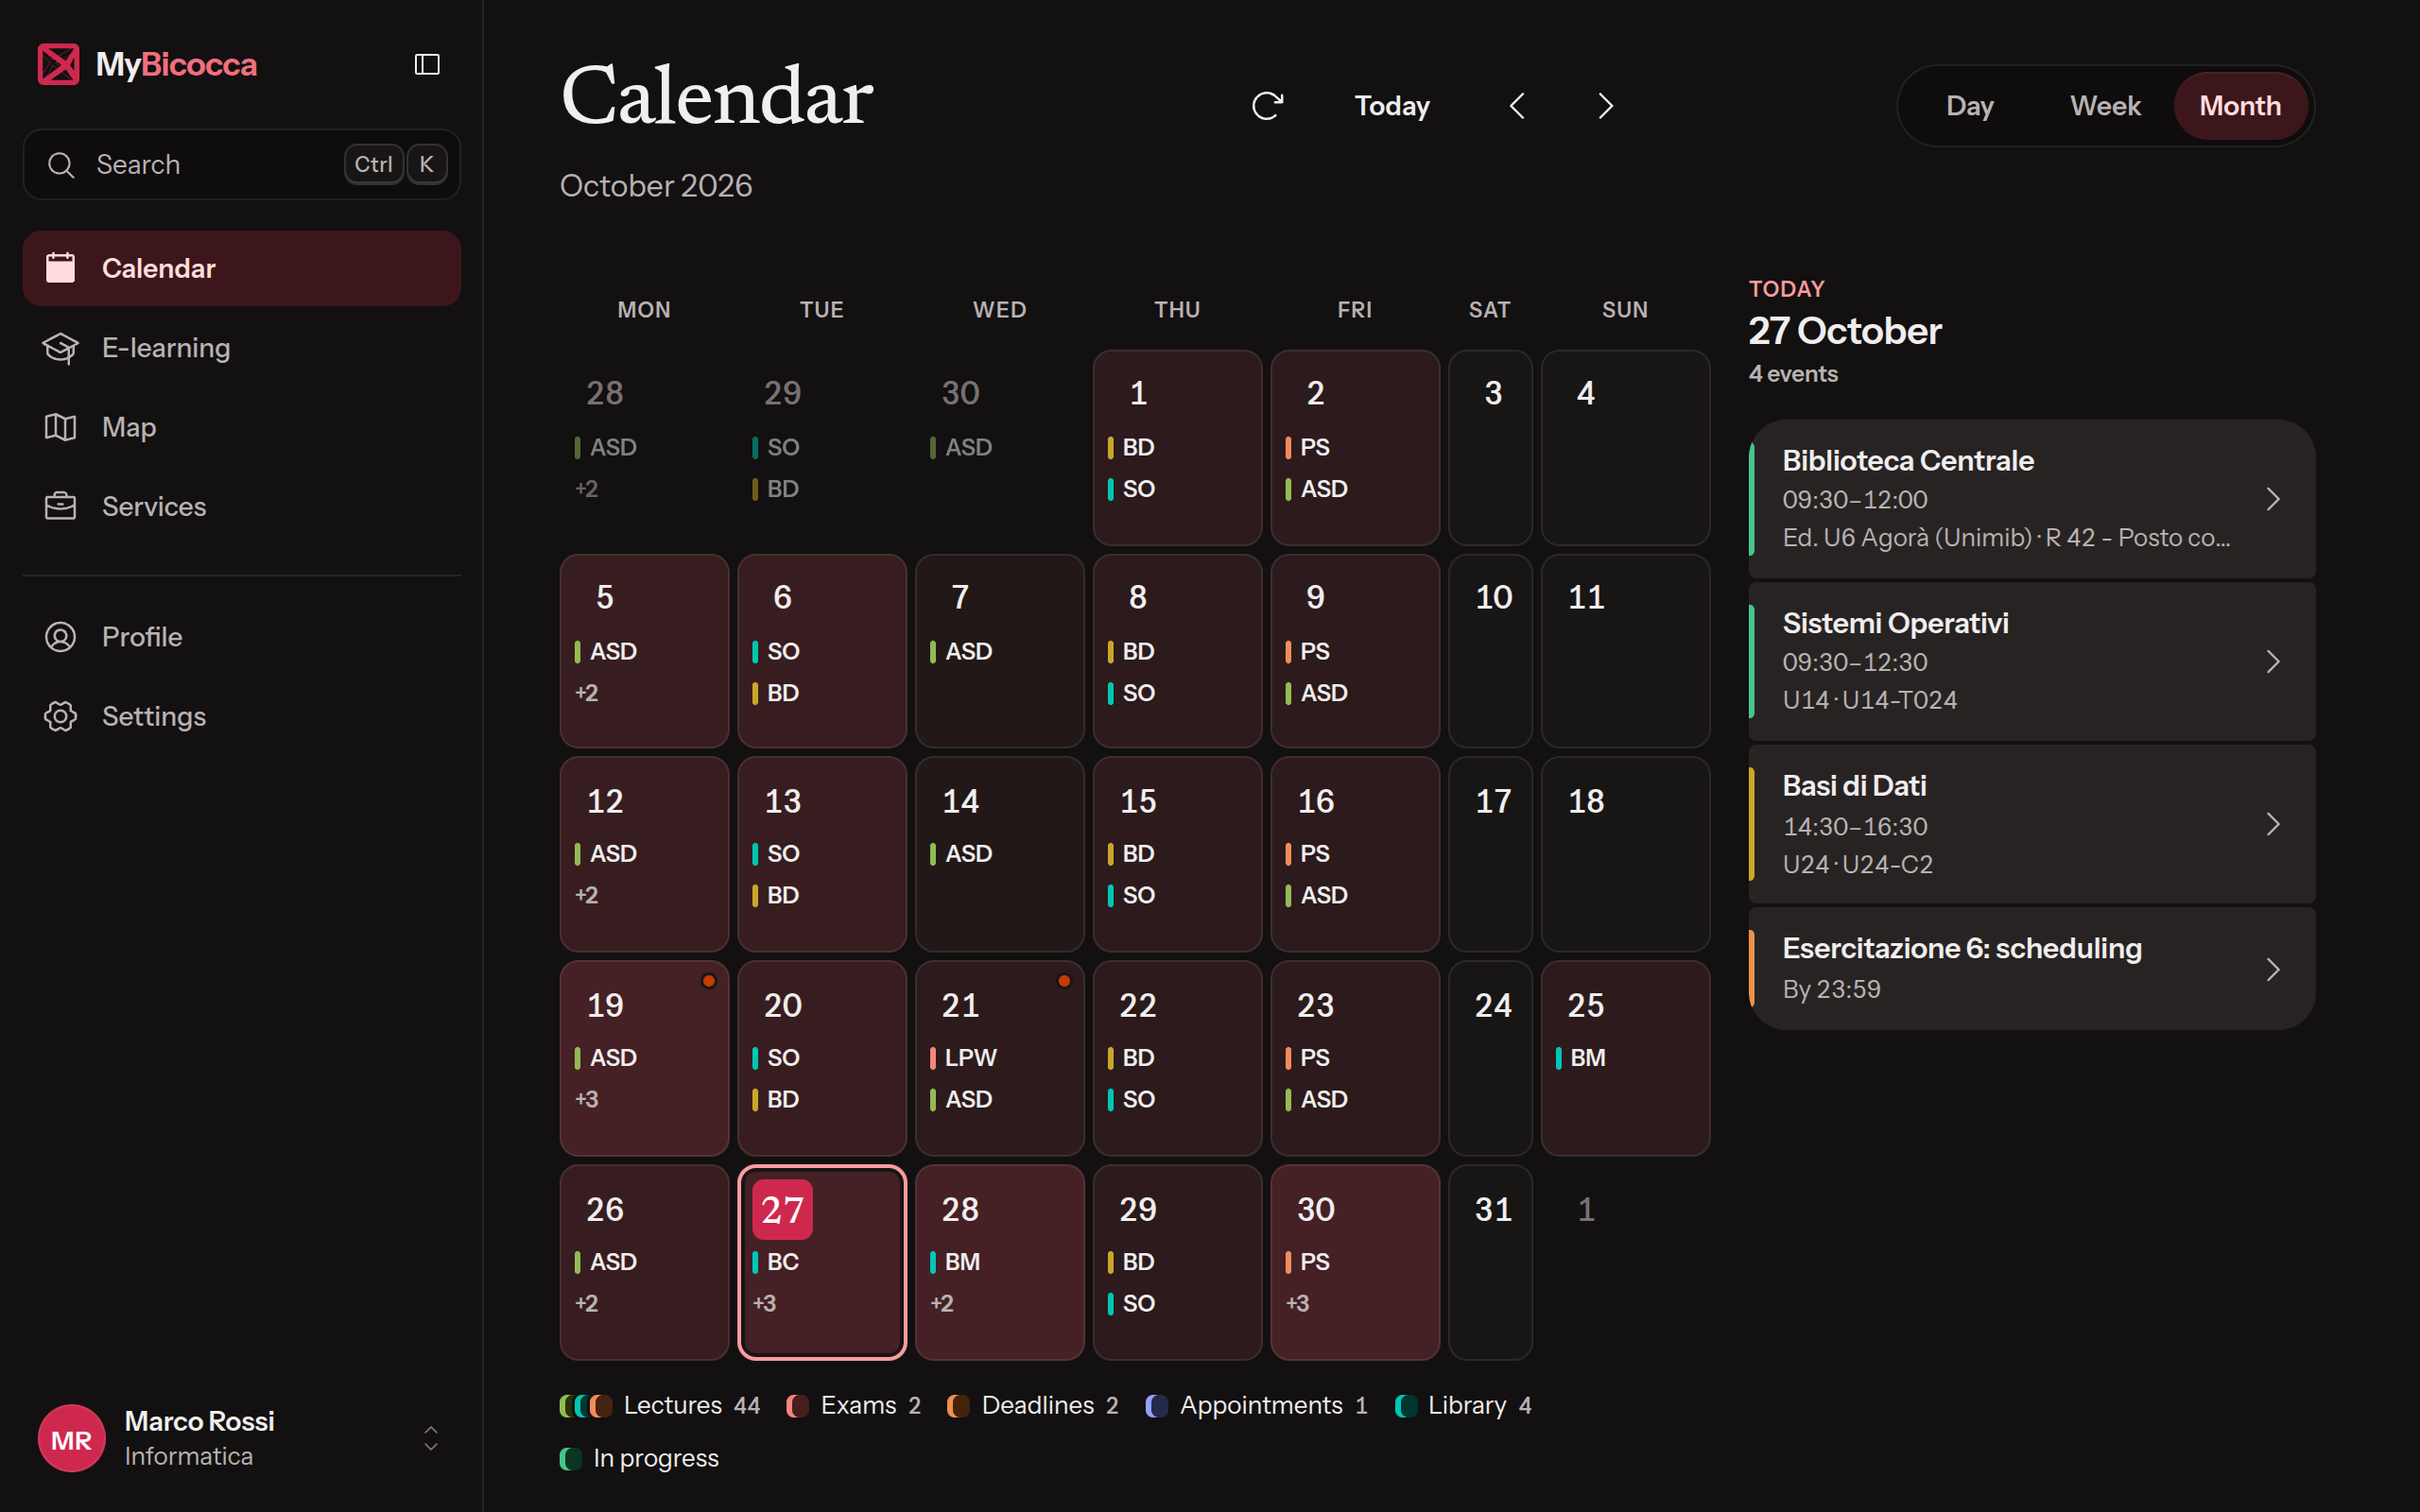 MyBicocca
Search Ctrl K
Calendar
E-learning
Map
Services
Profile
Settings
MR
Marco Rossi
Informatica
Calendar
October 2026
Today
Day Week Month
MON TUE WED THU FRI SAT SUN
28 29 30 1 2 3 4
ASD SO ASD BD PS
+2 BD SO ASD
5 6 7 8 9 10 11
ASD SO ASD BD PS
+2 BD SO ASD
12 13 14 15 16 17 18
ASD SO ASD BD PS
+2 BD SO ASD
19 20 21 22 23 24 25
ASD SO LPW BD PS BM
+3 BD ASD SO ASD
26 27 28 29 30 31 1
ASD BC BM BD PS
+2 +3 +2 SO +3
Lectures 44 Exams 2 Deadlines 2 Appointments 1 Library 4
In progress
TODAY
27 October
4 events
Biblioteca Centrale
09:30–12:00
Ed. U6 Agorà (Unimib) · R 42 - Posto co...
Sistemi Operativi
09:30–12:30
U14 · U14-T024
Basi di Dati
14:30–16:30
U24 · U24-C2
Esercitazione 6: scheduling
By 23:59